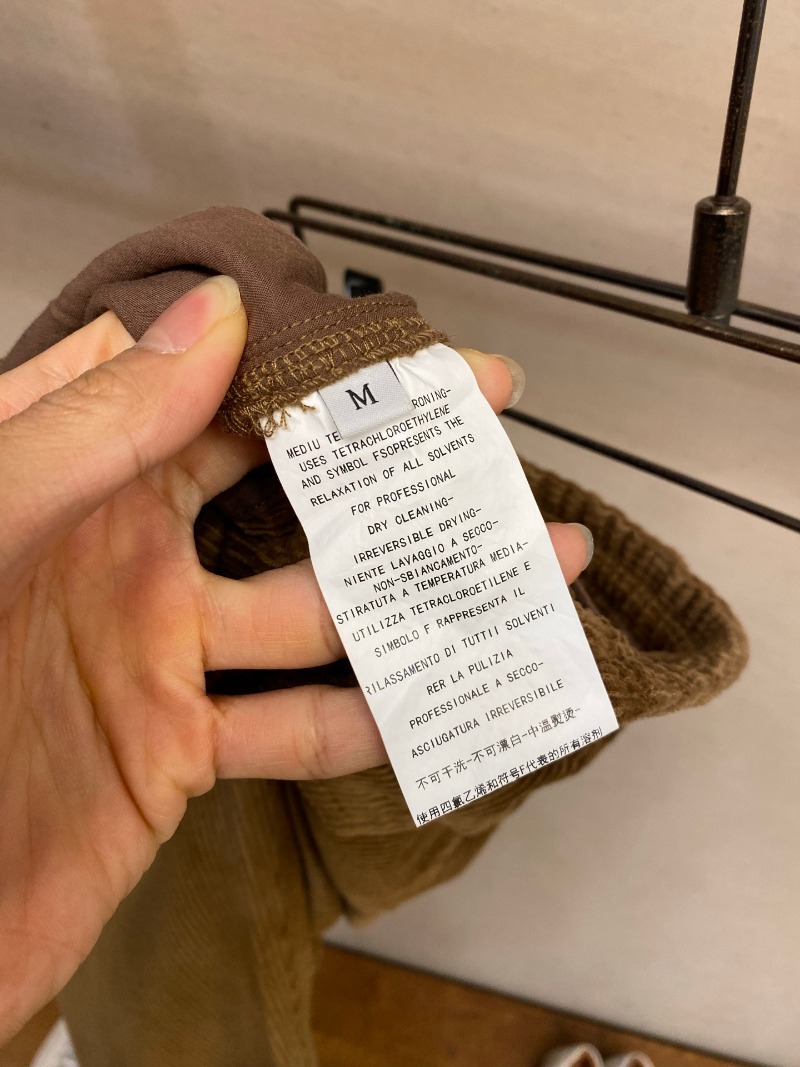 M
MEDIU TE RONING-
USES TETRACHLOROETHYLENE
AND SYMBOL FSOPRESENTS THE
RELAXATION OF ALL SOLVENTS
FOR PROFESSIONAL
DRY CLEANING-
IRREVERSIBLE DRYING-
NIENTE LAVAGGIO A SECCO-
NON-SBIANCAMENTO-
STIRATUTA A TEMPERATURA MEDIA-
UTILIZZA TETRACLOROETILENE E
SIMBOLO F RAPPRESENTA IL
RILASSAMENTO DI TUTTII SOLVENTI
RER LA PULIZIA
PROFESSIONALE A SECCO-
ASCIUGATURA IRREVERSIBILE
不可干洗-不可漂白-中温熨烫-
使用四氯乙烯和符号F代表的所有溶剂